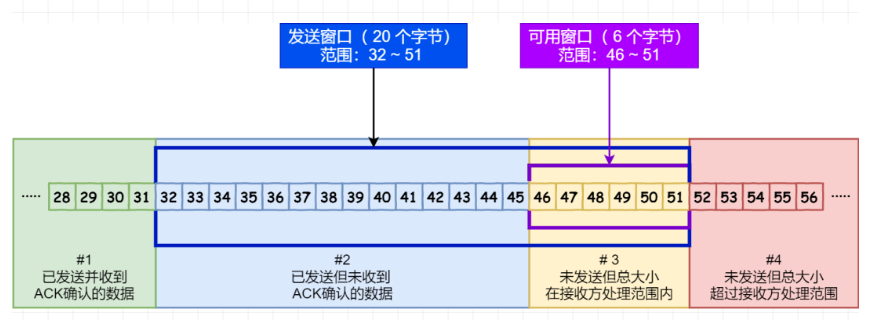 发送窗口（20 个字节）
范围：32 ~ 51
可用窗口（6 个字节）
范围：46 ~ 51
..... 28 29 30 31 32 33 34 35 36 37 38 39 40 41 42 43 44 45 46 47 48 49 50 51 52 53 54 55 56 .....
#1
已发送并收到
ACK确认的数据
#2
已发送但未收到
ACK确认的数据
# 3
未发送但总大小
在接收方处理范围内
#4
未发送但总大小
超过接收方处理范围